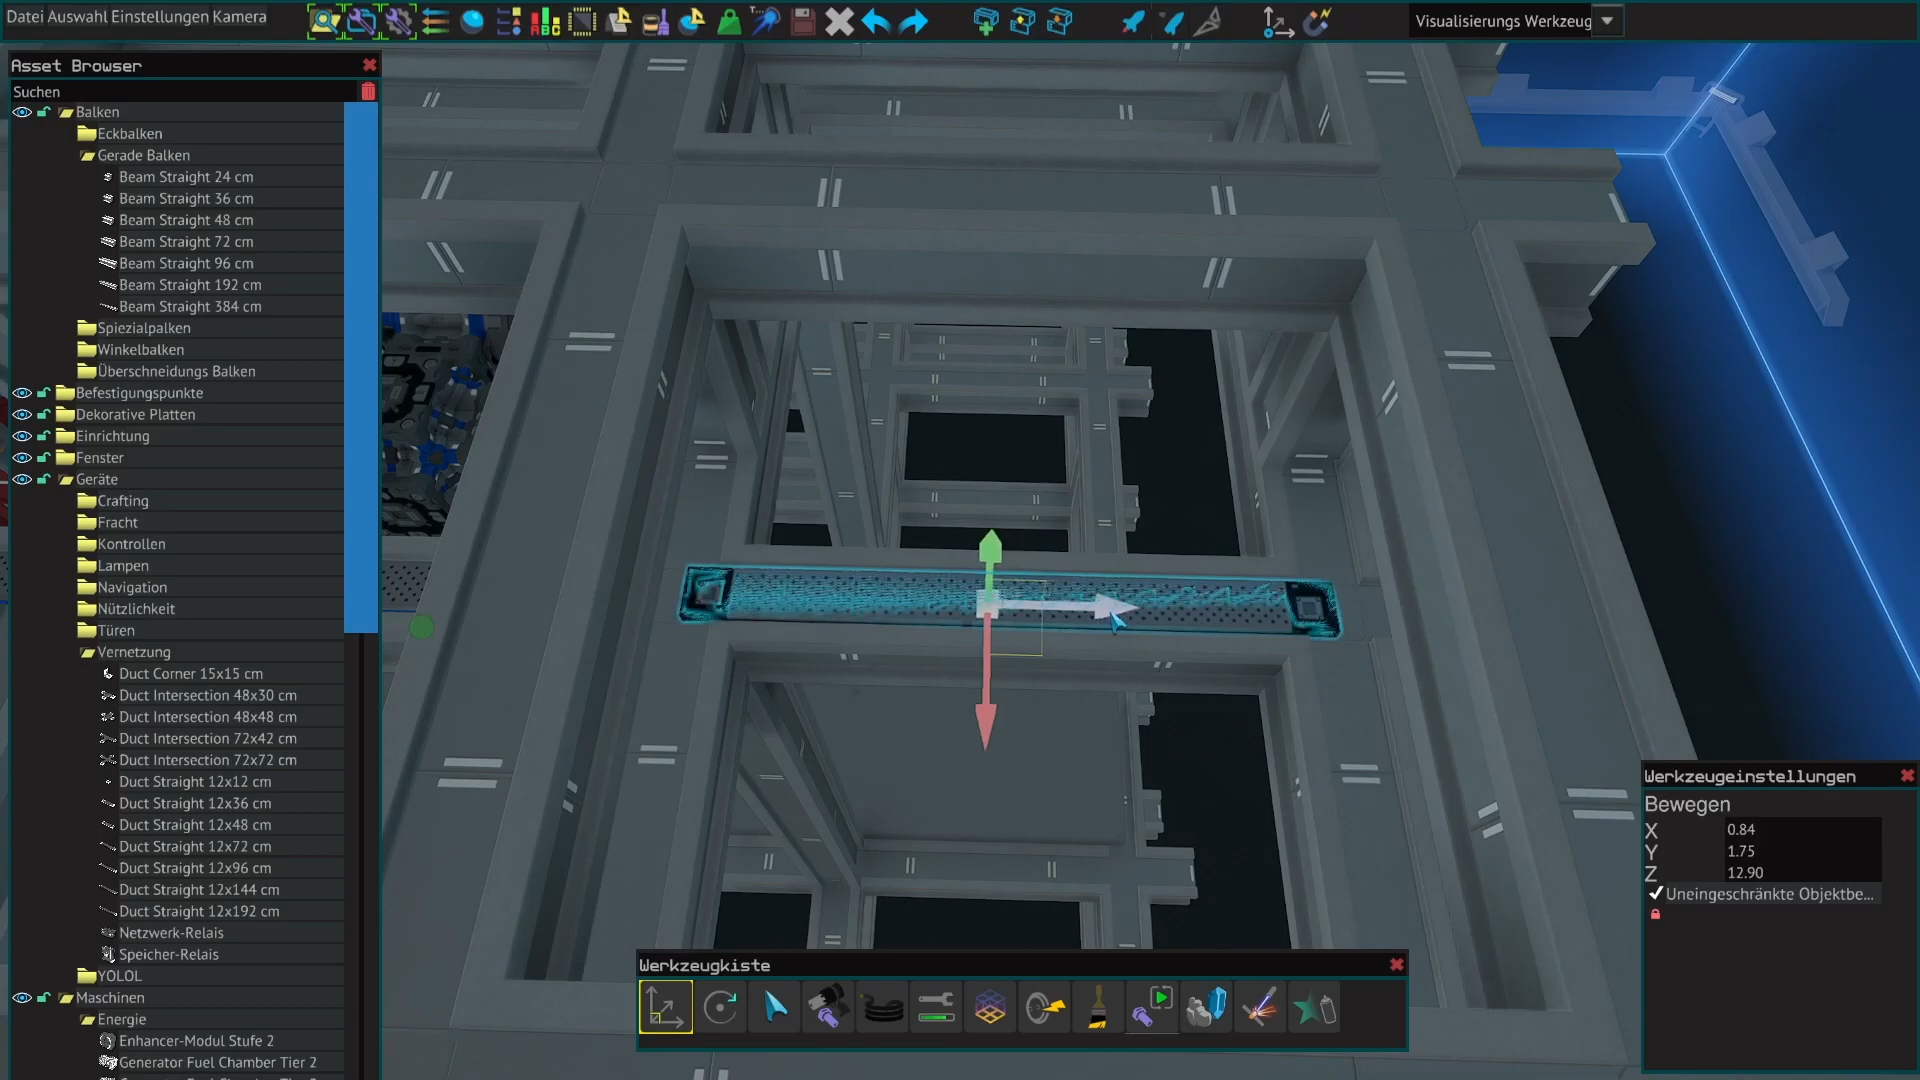 Datei Auswahl Einstellungen Kamera
ABC
Visualisierungs Werkzeug
Asset Browser
Suchen
Balken
Eckbalken
Gerade Balken
Beam Straight 24 cm
Beam Straight 36 cm
Beam Straight 48 cm
Beam Straight 72 cm
Beam Straight 96 cm
Beam Straight 192 cm
Beam Straight 384 cm
Spiezialpalken
Winkelbalken
Überschneidungs Balken
Befestigungspunkte
Dekorative Platten
Einrichtung
Fenster
Geräte
Crafting
Fracht
Kontrollen
Lampen
Navigation
Nützlichkeit
Türen
Vernetzung
Duct Corner 15x15 cm
Duct Intersection 48x30 cm
Duct Intersection 48x48 cm
Duct Intersection 72x42 cm
Duct Intersection 72x72 cm
Duct Straight 12x12 cm
Duct Straight 12x36 cm
Duct Straight 12x48 cm
Duct Straight 12x72 cm
Duct Straight 12x96 cm
Duct Straight 12x144 cm
Duct Straight 12x192 cm
Netzwerk-Relais
Speicher-Relais
YOLOL
Maschinen
Energie
Enhancer-Modul Stufe 2
Generator Fuel Chamber Tier 2
Werkzeugkiste
Werkzeugeinstellungen
Bewegen
X 0.84
Y 1.75
Z 12.90
Uneingeschränkte Objektbe...